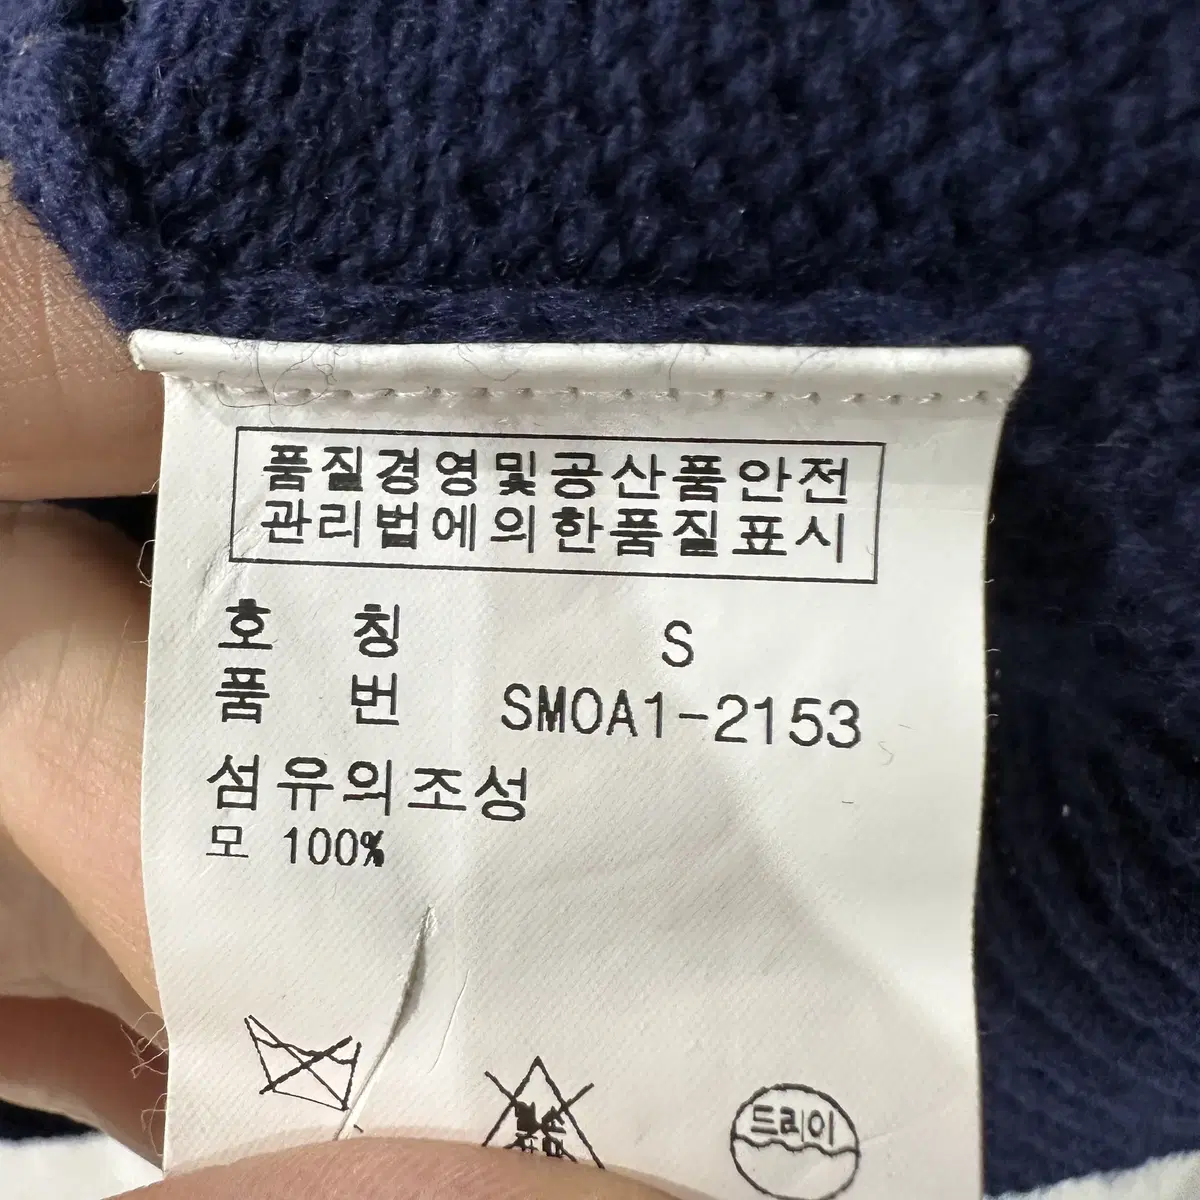 품질경영및공산품안전
관리법에의한품질표시
호 칭 S
품 번 SMOA1-2153
섬유의조성
모 100%
드리이